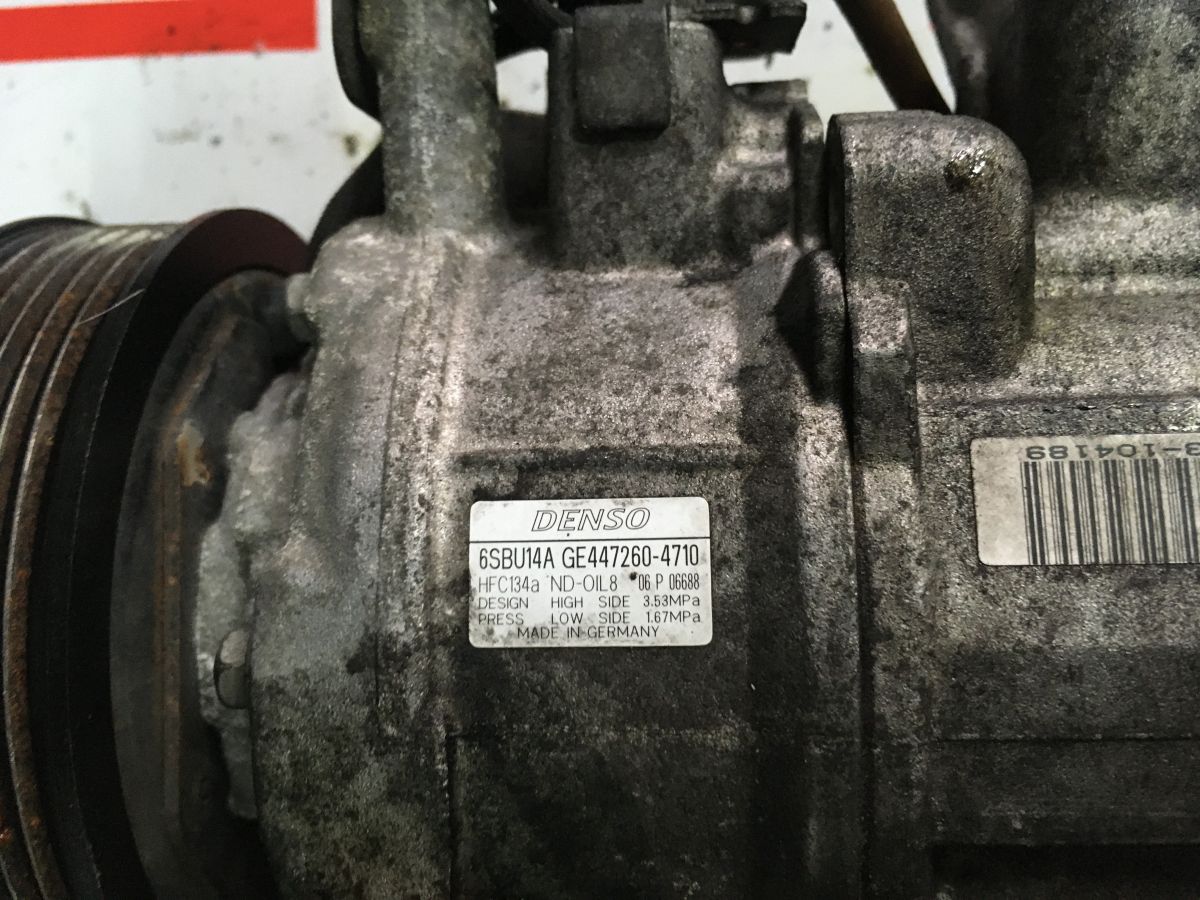 DENSO
6SBU14A GE447260-4710
HFC134a ND-OIL8 06 P 06688
DESIGN HIGH SIDE 3.53MPa
PRESS LOW SIDE 1.67MPa
MADE IN-GERMANY
3-104189